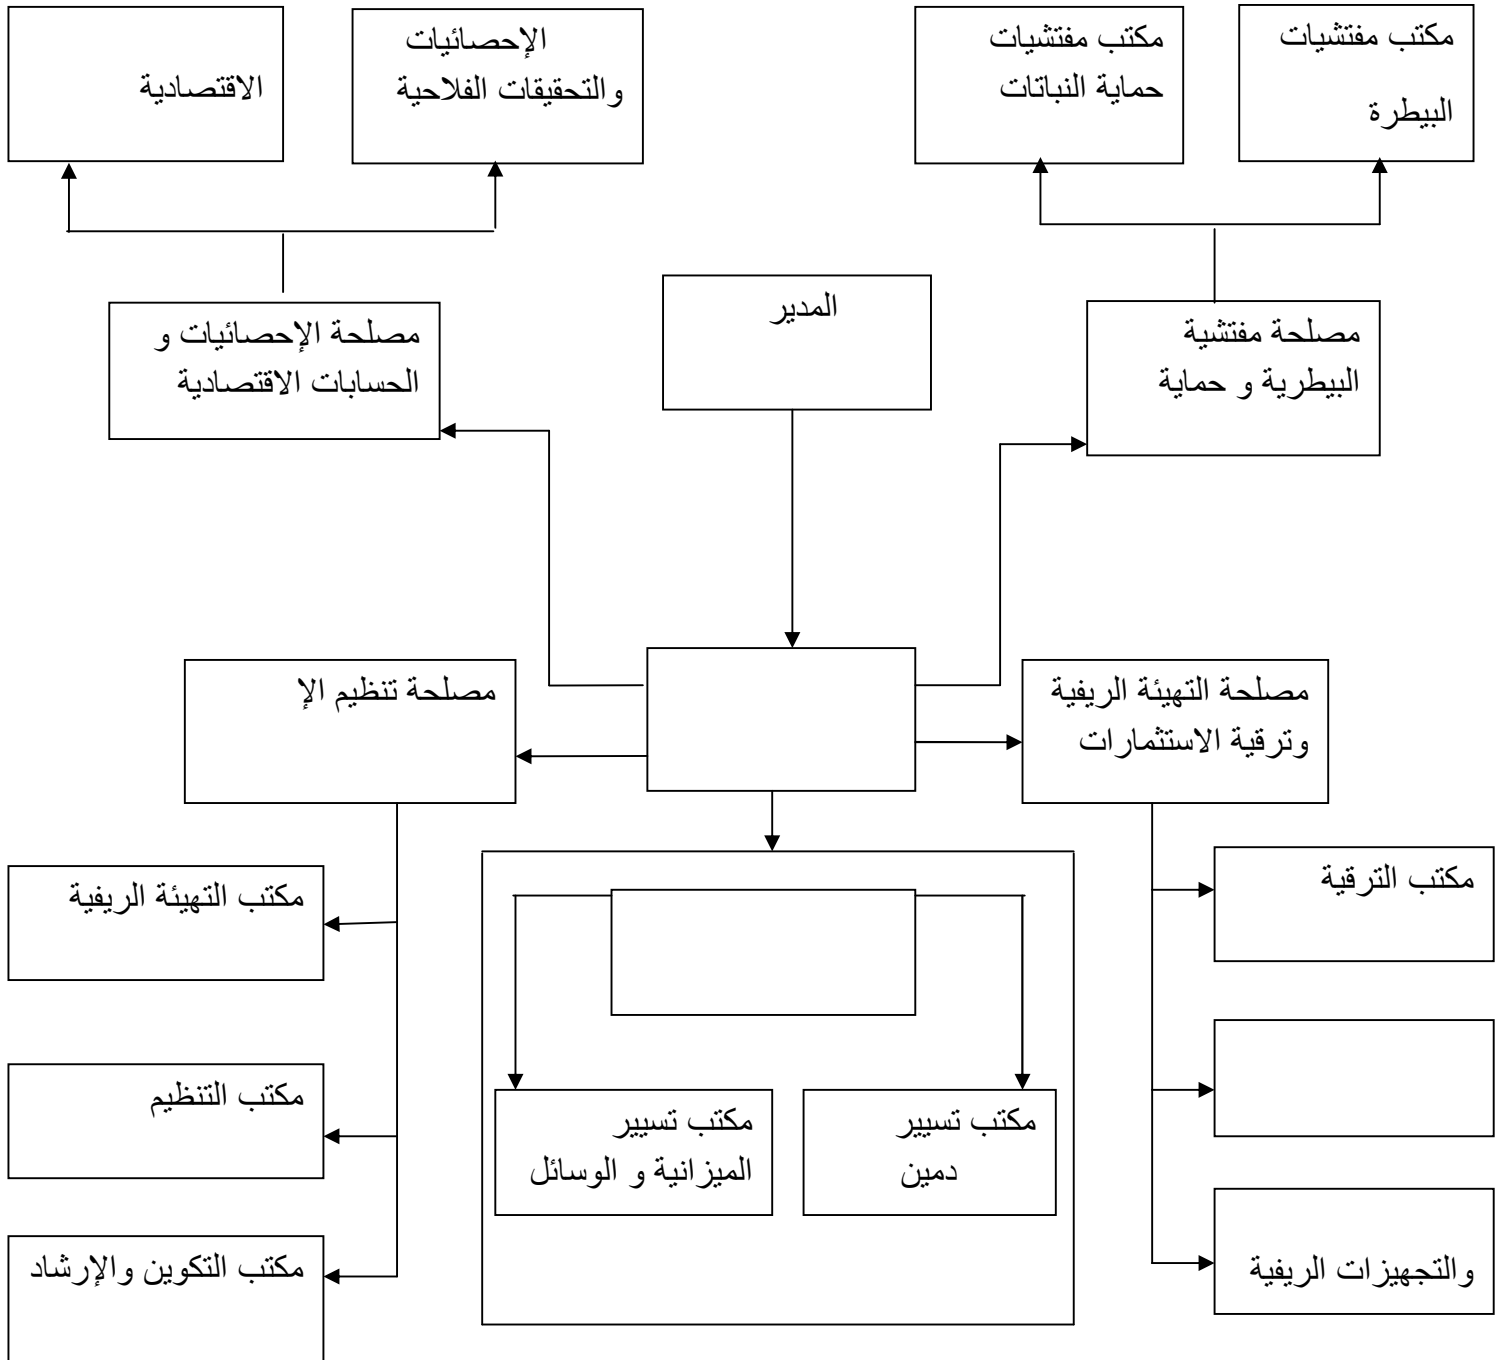 مكتب مفتشيات
البيطرة
مكتب مفتشيات
حماية النباتات
الإحصائيات
والتحقيقات الفلاحية
الاقتصادية
مصلحة مفتشية
البيطرية و حماية
المدير
مصلحة الإحصائيات و
الحسابات الاقتصادية
مصلحة التهيئة الريفية
وترقية الاستثمارات
مصلحة تنظيم الإ
مكتب الترقية
مكتب التهيئة الريفية
مكتب التنظيم
مكتب تسيير
دمين
مكتب تسيير
الميزانية و الوسائل
والتجهيزات الريفية
مكتب التكوين والإرشاد